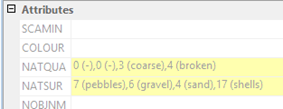 Attributes
SCAMIN
COLOUR
NATQUA 0 (-),0 (-),3 (coarse),4 (broken)
NATSUR 7 (pebbles),6 (gravel),4 (sand),17 (shells)
NOBJNM